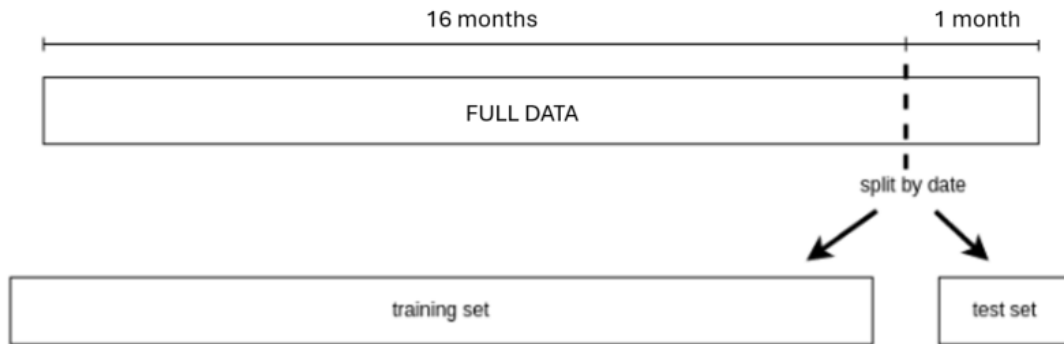 16 months
1 month
FULL DATA
split by date
training set
test set